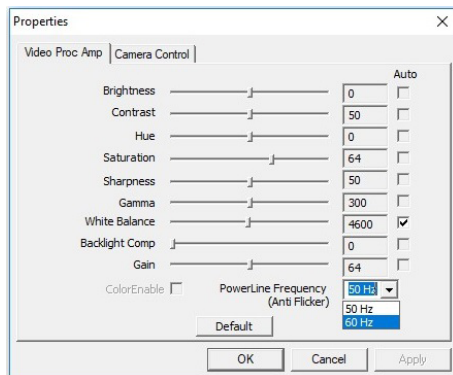 Properties
Video Proc Amp Camera Control
Auto
Brightness 0
Contrast 50
Hue 0
Saturation 64
Sharpness 50
Gamma 300
White Balance 4600
Backlight Comp 0
Gain 64
ColorEnable PowerLine Frequency 50 Hz
(Anti Flicker) 50 Hz
60 Hz
Default
OK Cancel Apply